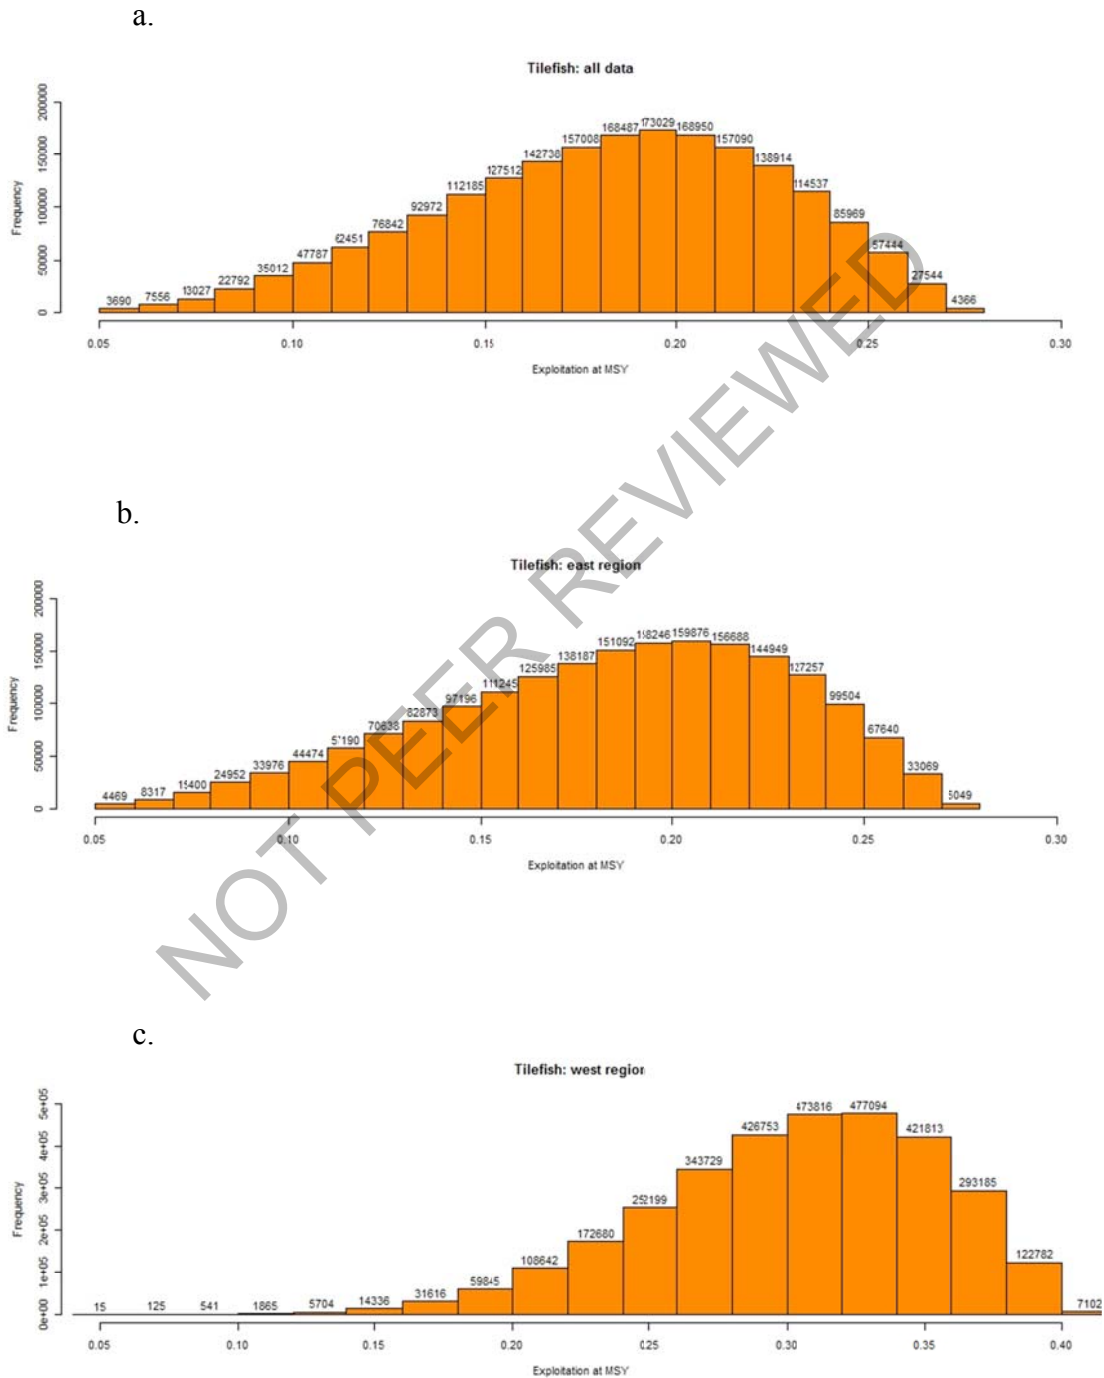 a.
Tilefish: all data
Frequency
0 50000 100000 150000 200000
3690 7556 13027 22792 35012 47787 62451 76842 92972 112185 127512 142738 157008 168487 173029 168950 157090 138914 114537 85969 57444 27544 4366
0.05 0.10 0.15 0.20 0.25 0.30
Exploitation at MSY
b.
Tilefish: east region
Frequency
0 50000 100000 150000 200000
4469 8317 15400 24952 33976 44474 57190 70638 82873 97196 111245 125985 138187 151092 158246 159876 156688 144949 127257 99504 67640 33069 5049
0.05 0.10 0.15 0.20 0.25 0.30
Exploitation at MSY
c.
Tilefish: west region
Frequency
0e+00 1e+05 2e+05 3e+05 4e+05 5e+05
15 125 541 1865 5704 14336 31616 59845 108642 172680 252199 343729 426753 473816 477094 421813 293185 122782 7102
0.05 0.10 0.15 0.20 0.25 0.30 0.35 0.40
Exploitation at MSY
NOT PEER REVIEWED